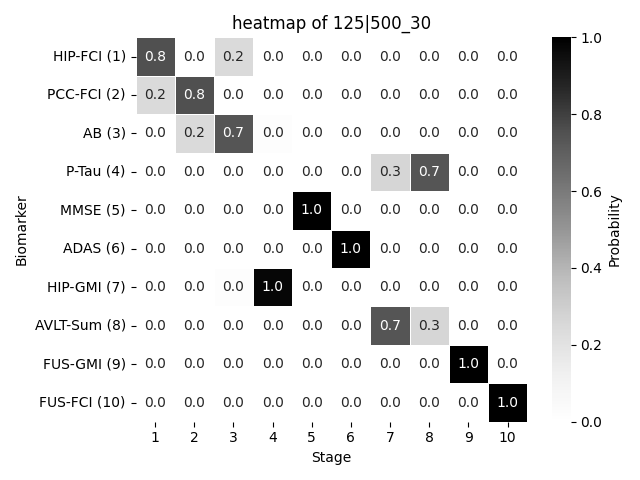 heatmap of 125|500_30
HIP-FCI (1) 0.8 0.0 0.2 0.0 0.0 0.0 0.0 0.0 0.0 0.0
PCC-FCI (2) 0.2 0.8 0.0 0.0 0.0 0.0 0.0 0.0 0.0 0.0
AB (3) 0.0 0.2 0.7 0.0 0.0 0.0 0.0 0.0 0.0 0.0
P-Tau (4) 0.0 0.0 0.0 0.0 0.0 0.0 0.3 0.7 0.0 0.0
MMSE (5) 0.0 0.0 0.0 0.0 1.0 0.0 0.0 0.0 0.0 0.0
ADAS (6) 0.0 0.0 0.0 0.0 0.0 1.0 0.0 0.0 0.0 0.0
HIP-GMI (7) 0.0 0.0 0.0 1.0 0.0 0.0 0.0 0.0 0.0 0.0
AVLT-Sum (8) 0.0 0.0 0.0 0.0 0.0 0.0 0.7 0.3 0.0 0.0
FUS-GMI (9) 0.0 0.0 0.0 0.0 0.0 0.0 0.0 0.0 1.0 0.0
FUS-FCI (10) 0.0 0.0 0.0 0.0 0.0 0.0 0.0 0.0 0.0 1.0
1 2 3 4 5 6 7 8 9 10
Stage
Biomarker
1.0
0.8
0.6
0.4
0.2
0.0
Probability